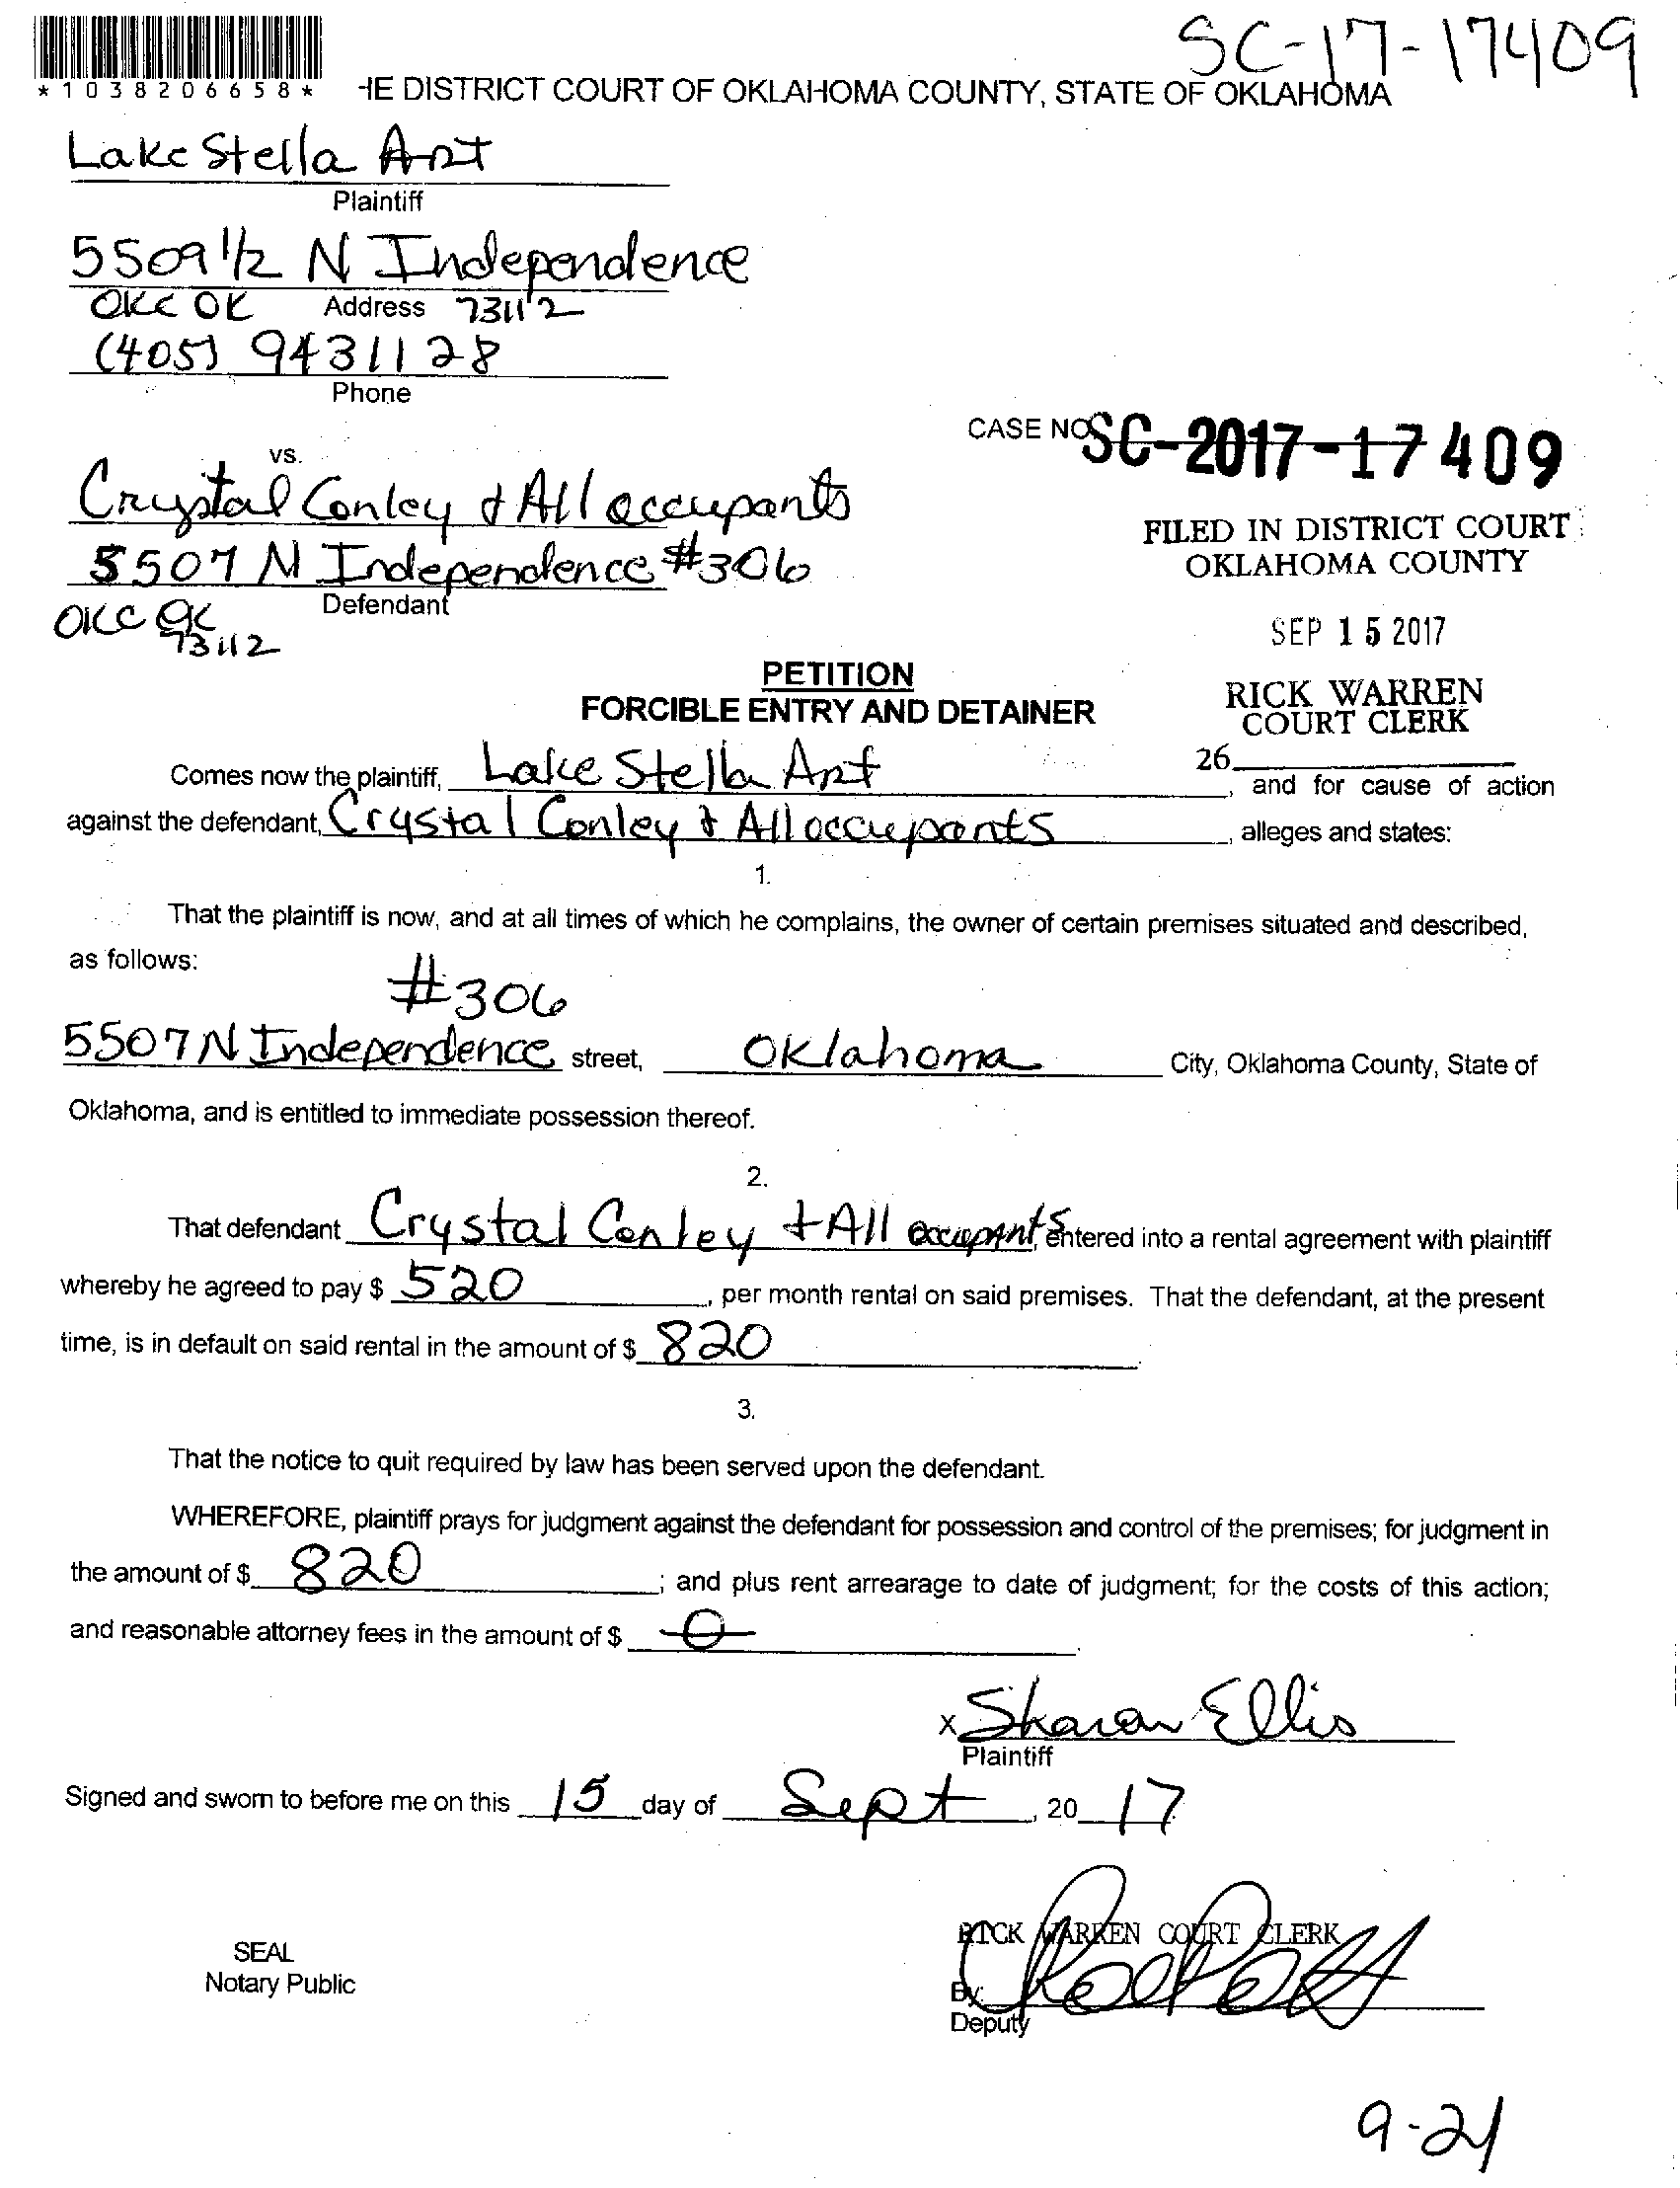 SC-17-17409
*1038206658*
HE DISTRICT COURT OF OKLAHOMA COUNTY, STATE OF OKLAHOMA
Lake Stella Apt
Plaintiff
5509 1/2 N Independence
OKC OK Address 73112
(405) 9431128
Phone
CASE NO SC-2017-17409
vs.
Crystal Conley & All occupants
FILED IN DISTRICT COURT
OKLAHOMA COUNTY
5507 N Independence #306
Defendant
OKC OK
73112
SEP 15 2017
PETITION
FORCIBLE ENTRY AND DETAINER
RICK WARREN
COURT CLERK
26
Comes now the plaintiff, Lake Stella Apt, and for cause of action
against the defendant, Crystal Conley & All occupants, alleges and states:
1.
That the plaintiff is now, and at all times of which he complains, the owner of certain premises situated and described,
as follows:
#306
5507 N Independence street, Oklahoma City, Oklahoma County, State of
Oklahoma, and is entitled to immediate possession thereof.
2.
That defendant Crystal Conley + All occupants, entered into a rental agreement with plaintiff
whereby he agreed to pay $ 520, per month rental on said premises. That the defendant, at the present
time, is in default on said rental in the amount of $ 820.
3.
That the notice to quit required by law has been served upon the defendant.
WHEREFORE, plaintiff prays for judgment against the defendant for possession and control of the premises; for judgment in
the amount of $ 820; and plus rent arrearage to date of judgment; for the costs of this action;
and reasonable attorney fees in the amount of $ 0.
x Sharon Ellis
Plaintiff
Signed and sworn to before me on this 15 day of Sept, 20 17
RICK WARREN COURT CLERK
SEAL
Notary Public
By:
Deputy
9-21